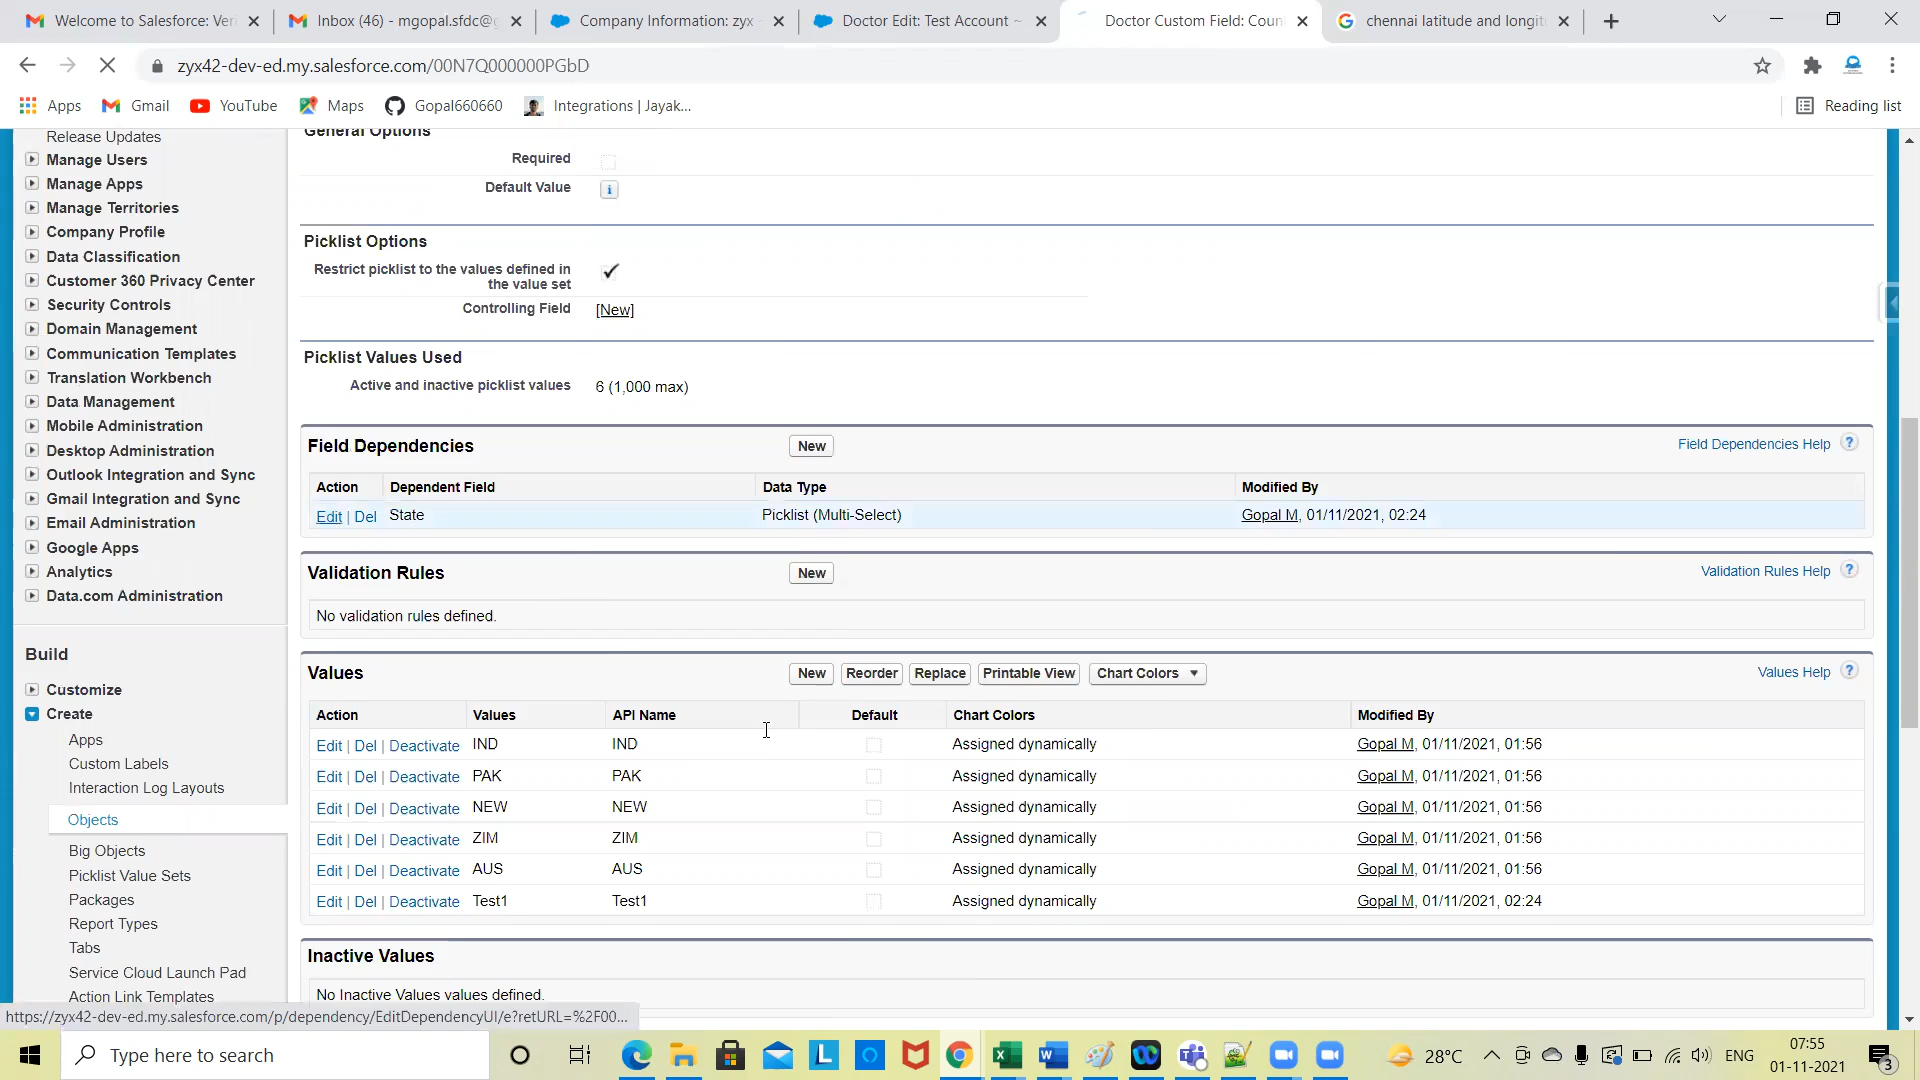 Welcome to Salesforce: Veri
Inbox (46) - mgopal.sfdc@g
Company Information: zyx ~
Doctor Edit: Test Account ~
Doctor Custom Field: Coun
chennai latitude and longit
zyx42-dev-ed.my.salesforce.com/00N7Q000000PGbD
Apps
Gmail
YouTube
Maps
Gopal660660
Integrations | Jayak...
Reading list
Release Updates
Manage Users
Manage Apps
Manage Territories
Company Profile
Data Classification
Customer 360 Privacy Center
Security Controls
Domain Management
Communication Templates
Translation Workbench
Data Management
Mobile Administration
Desktop Administration
Outlook Integration and Sync
Gmail Integration and Sync
Email Administration
Google Apps
Analytics
Data.com Administration
Build
Customize
Create
Apps
Custom Labels
Interaction Log Layouts
Objects
Big Objects
Picklist Value Sets
Packages
Report Types
Tabs
Service Cloud Launch Pad
Action Link Templates
General Options
Required
Default Value
Picklist Options
Restrict picklist to the values defined in
the value set
Controlling Field [New]
Picklist Values Used
Active and inactive picklist values 6 (1,000 max)
Field Dependencies New Field Dependencies Help ?
Action Dependent Field Data Type Modified By
Edit | Del State Picklist (Multi-Select) Gopal M, 01/11/2021, 02:24
Validation Rules New Validation Rules Help ?
No validation rules defined.
Values New Reorder Replace Printable View Chart Colors Values Help ?
Action Values API Name Default Chart Colors Modified By
Edit | Del | Deactivate IND IND Assigned dynamically Gopal M, 01/11/2021, 01:56
Edit | Del | Deactivate PAK PAK Assigned dynamically Gopal M, 01/11/2021, 01:56
Edit | Del | Deactivate NEW NEW Assigned dynamically Gopal M, 01/11/2021, 01:56
Edit | Del | Deactivate ZIM ZIM Assigned dynamically Gopal M, 01/11/2021, 01:56
Edit | Del | Deactivate AUS AUS Assigned dynamically Gopal M, 01/11/2021, 01:56
Edit | Del | Deactivate Test1 Test1 Assigned dynamically Gopal M, 01/11/2021, 02:24
Inactive Values
No Inactive Values values defined.
https://zyx42-dev-ed.my.salesforce.com/p/dependency/EditDependencyUI/e?retURL=%2F00...
Type here to search
28°C
ENG
07:55
01-11-2021
3